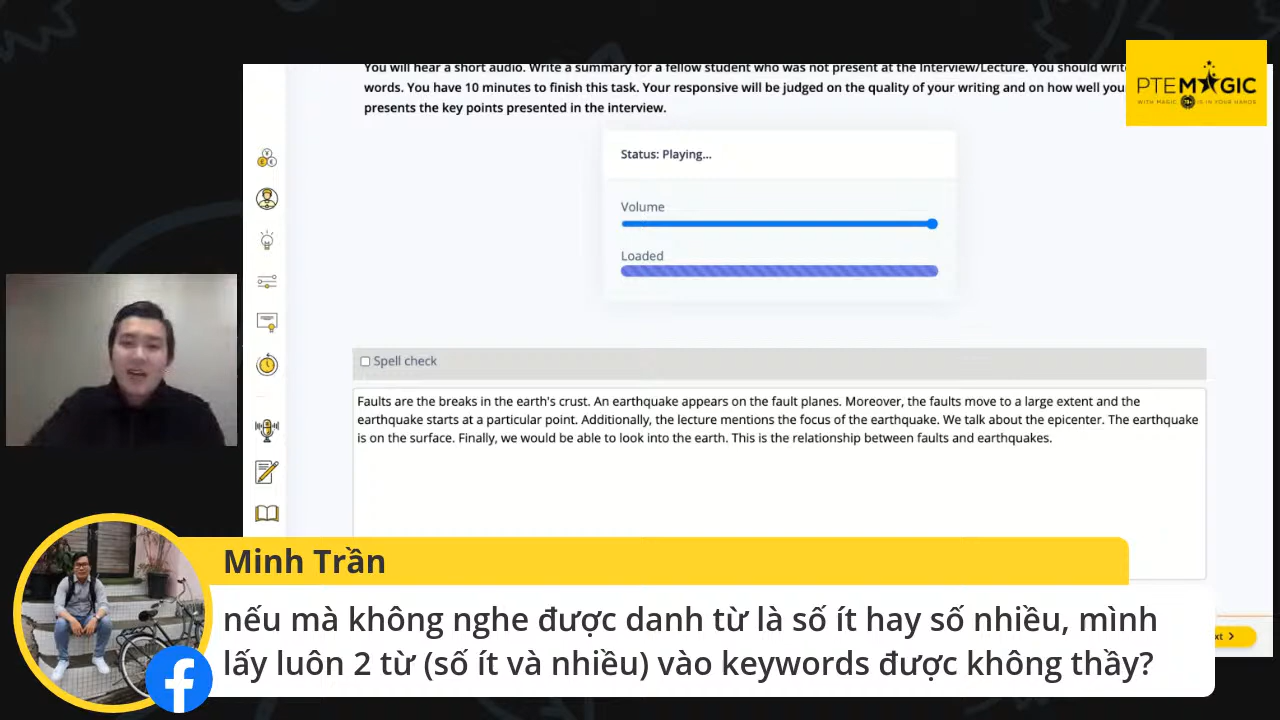 You will hear a short audio. Write a summary for a fellow student who was not present at the Interview/Lecture. You should write
words. You have 10 minutes to finish this task. Your responsive will be judged on the quality of your writing and on how well you
presents the key points presented in the interview.
PTEMAGIC
WITH MAGIC 79+ IS IN YOUR HANDS
Status: Playing...
Volume
Loaded
Spell check
Faults are the breaks in the earth's crust. An earthquake appears on the fault planes. Moreover, the faults move to a large extent and the
earthquake starts at a particular point. Additionally, the lecture mentions the focus of the earthquake. We talk about the epicenter. The earthquake
is on the surface. Finally, we would be able to look into the earth. This is the relationship between faults and earthquakes.
Minh Trần
nếu mà không nghe được danh từ là số ít hay số nhiều, mình
lấy luôn 2 từ (số ít và nhiều) vào keywords được không thầy?